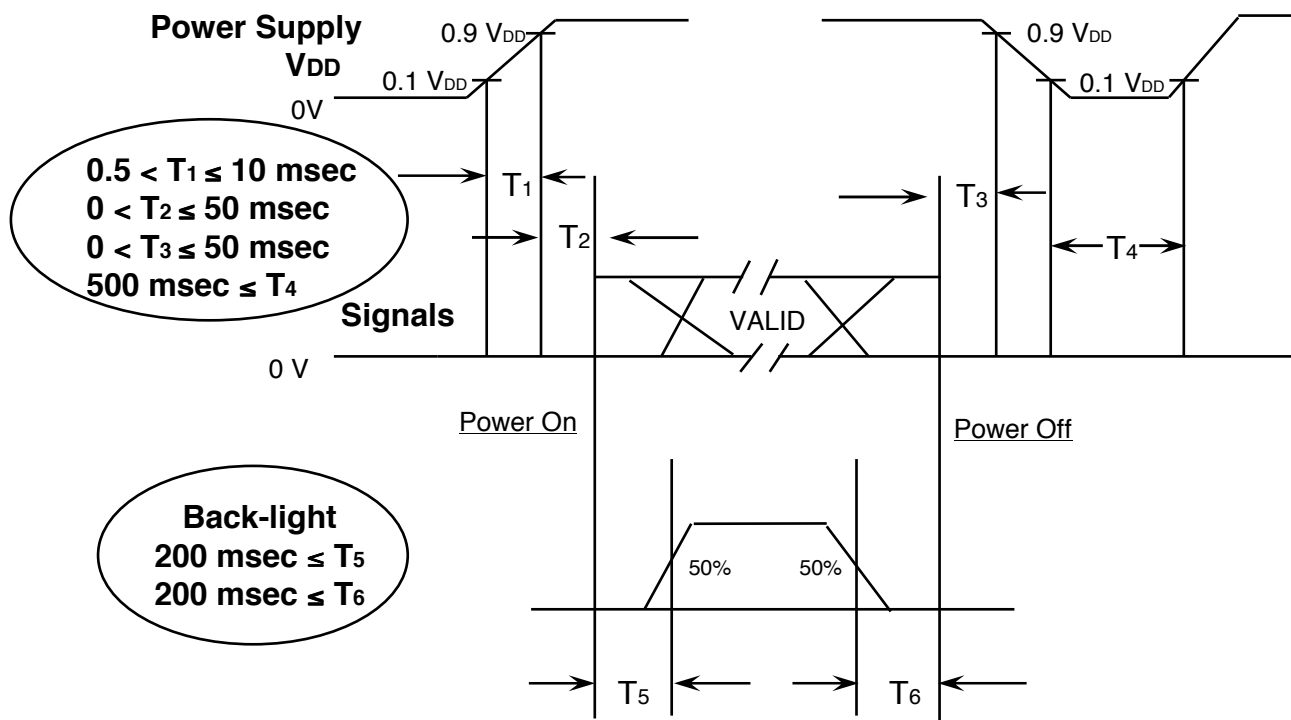 Power Supply
VDD
0.9 VDD
0.9 VDD
0.1 VDD
0.1 VDD
0V
0.5 < T1 ≤ 10 msec
0 < T2 ≤ 50 msec
0 < T3 ≤ 50 msec
500 msec ≤ T4
T1
T3
T2
T4
Signals
VALID
0 V
Power On
Power Off
Back-light
200 msec ≤ T5
200 msec ≤ T6
50%
50%
T5
T6